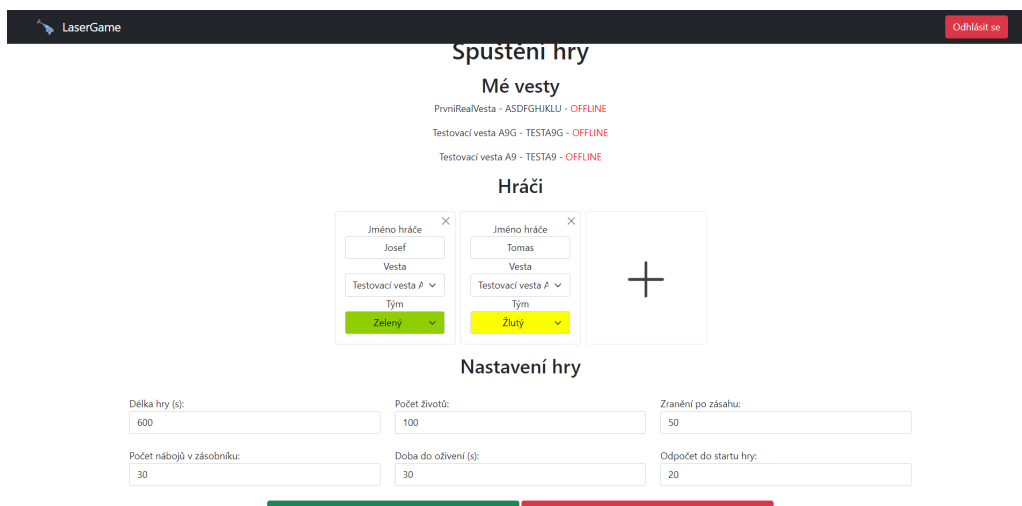 LaserGame
Odhlásit se
Spuštění hry
Mé vesty
PrvniRealVesta - ASDFGHJKLU - OFFLINE
Testovací vesta A9G - TESTA9G - OFFLINE
Testovací vesta A9 - TESTA9 - OFFLINE
Hráči
Jméno hráče
Josef
Vesta
Testovací vesta A
Tým
Zelený
Jméno hráče
Tomas
Vesta
Testovací vesta A
Tým
Žlutý
Nastavení hry
Délka hry (s):
600
Počet životů:
100
Zranění po zásahu:
50
Počet nábojů v zásobníku:
30
Doba do oživení (s):
30
Odpočet do startu hry:
20